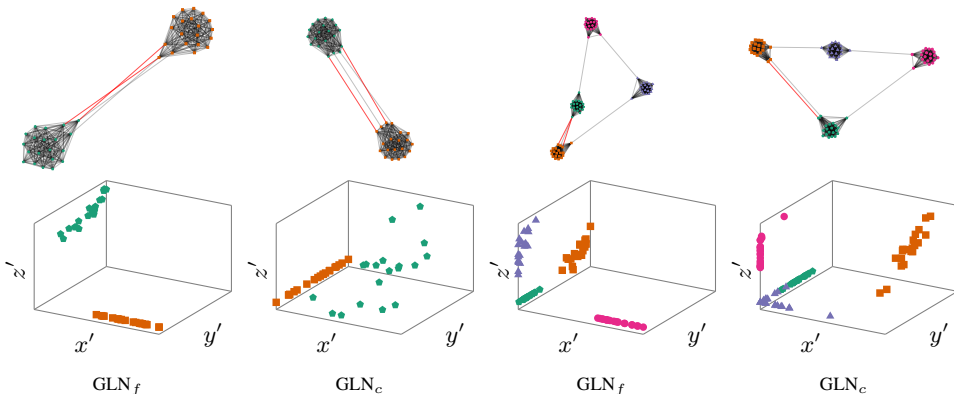 z′ x′ y′ z′ x′ y′ z′ x′ y′ z′ x′ y′
GLN_f GLN_c GLN_f GLN_c